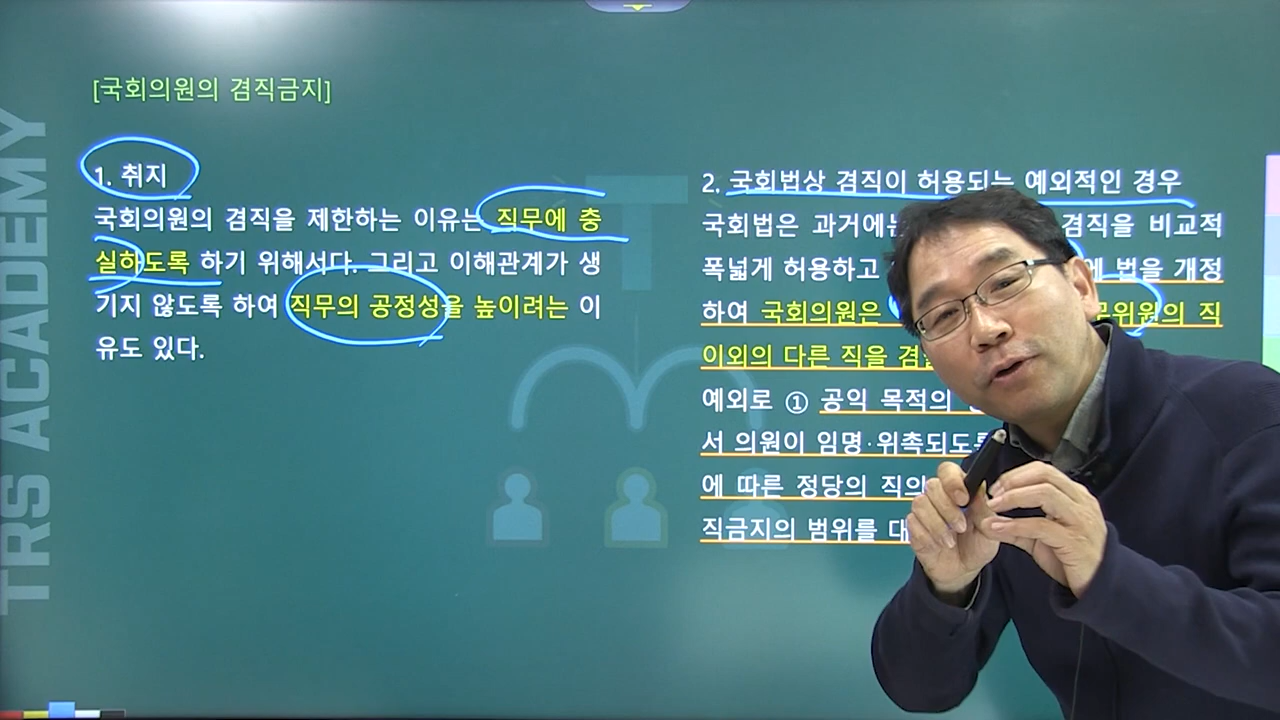 TRS ACADEMY
[국회의원의 겸직금지]
1. 취지
국회의원의 겸직을 제한하는 이유는 직무에 충
실하도록 하기 위해서다. 그리고 이해관계가 생
기지 않도록 하여 직무의 공정성을 높이려는 이
유도 있다.
2. 국회법상 겸직이 허용되는 예외적인 경우
국회법은 과거에는 겸직을 비교적
폭넓게 허용하고 에 법을 개정
하여 국회의원은 직
이외의 다른 직을
예외로 ① 공익 목적의
서 의원이 임명·위촉되도록
에 따른 정당의
직금지의 범위를